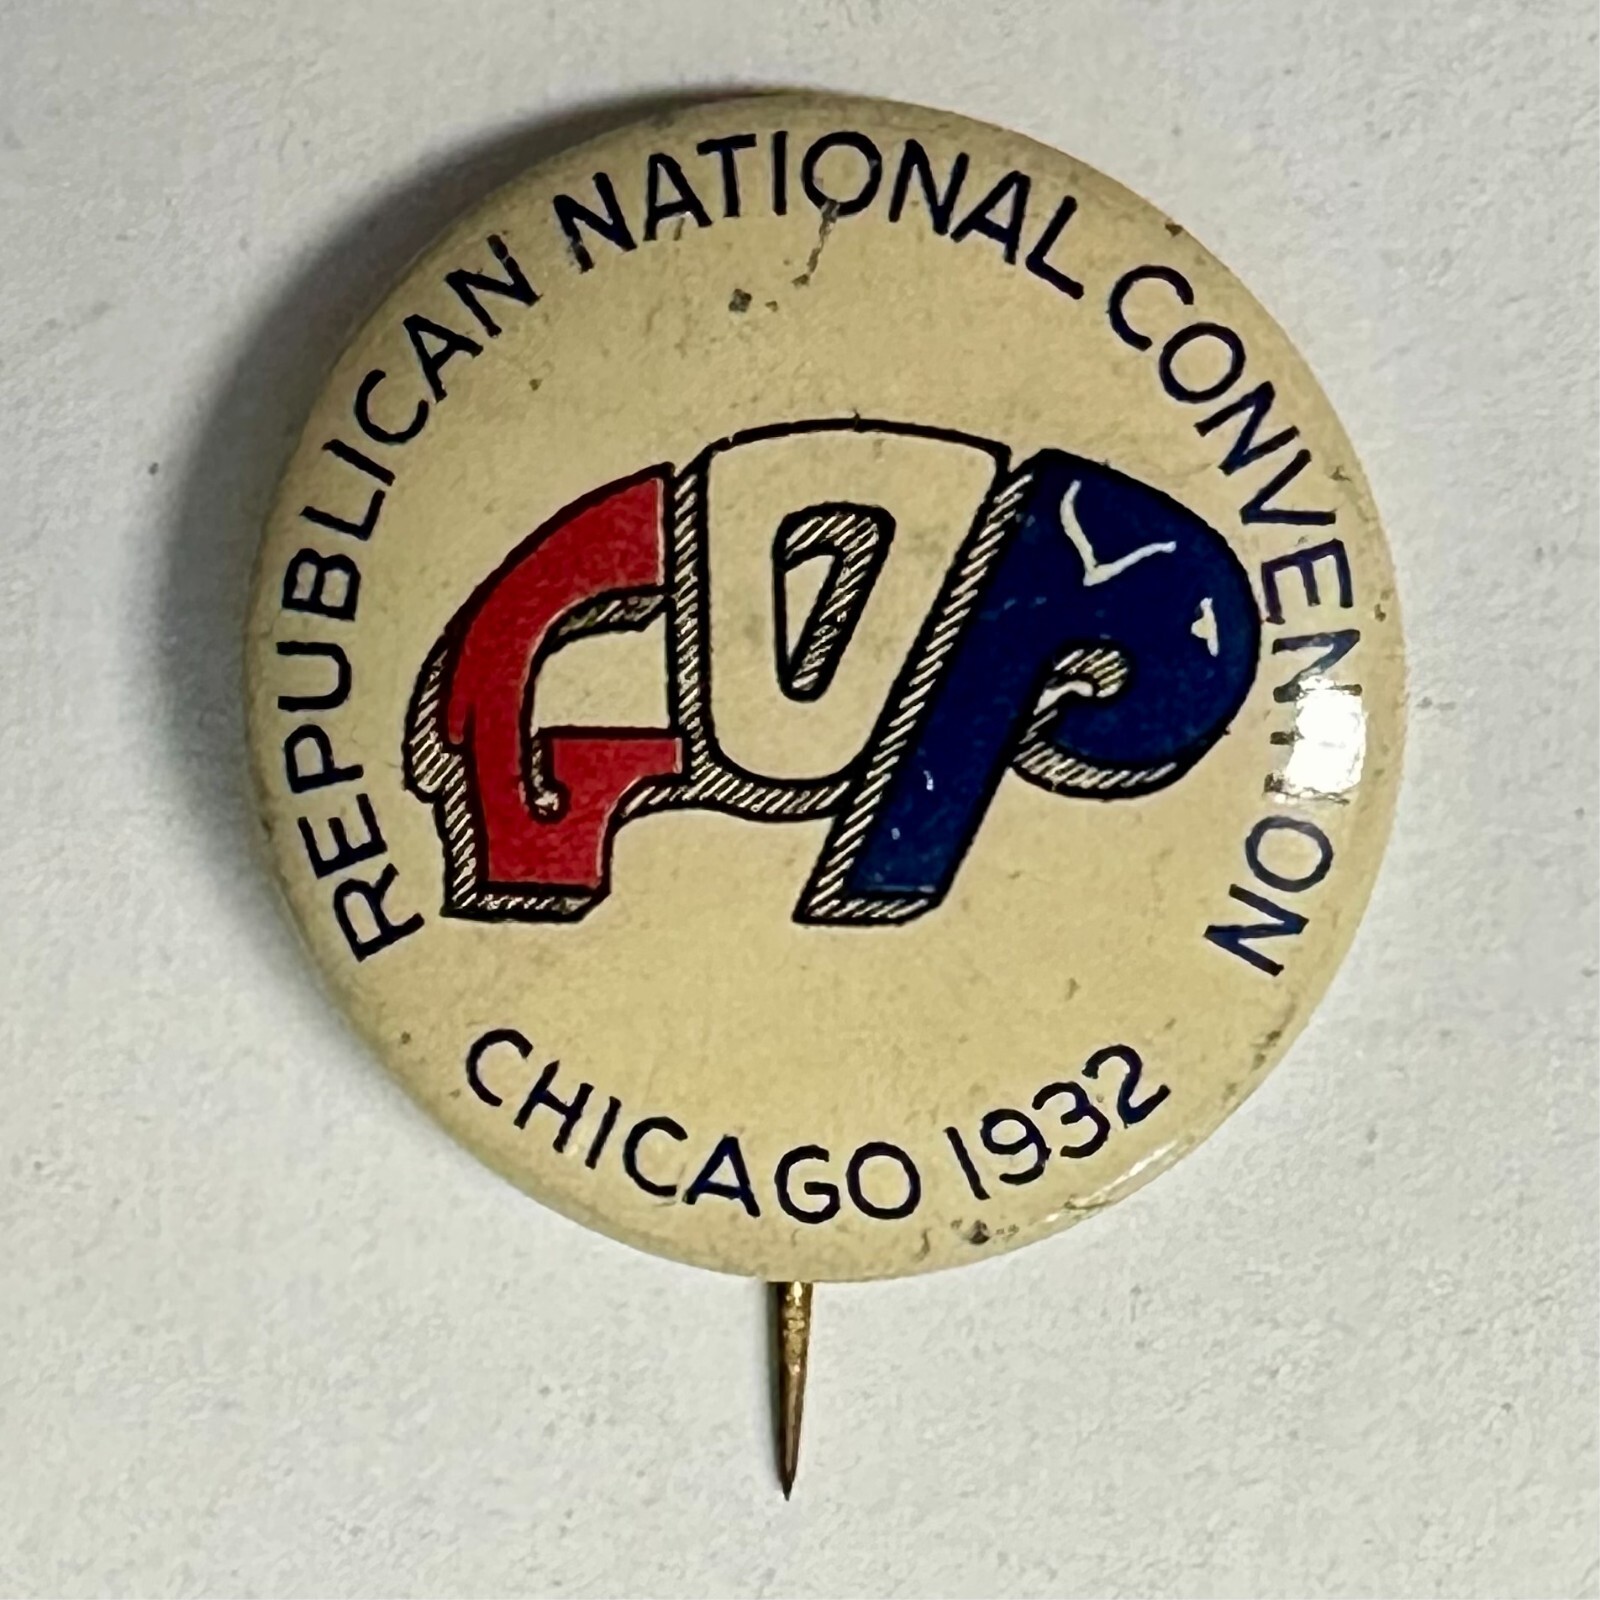 REPUBLICAN NATIONAL CONVENTION
GOP
CHICAGO 1932